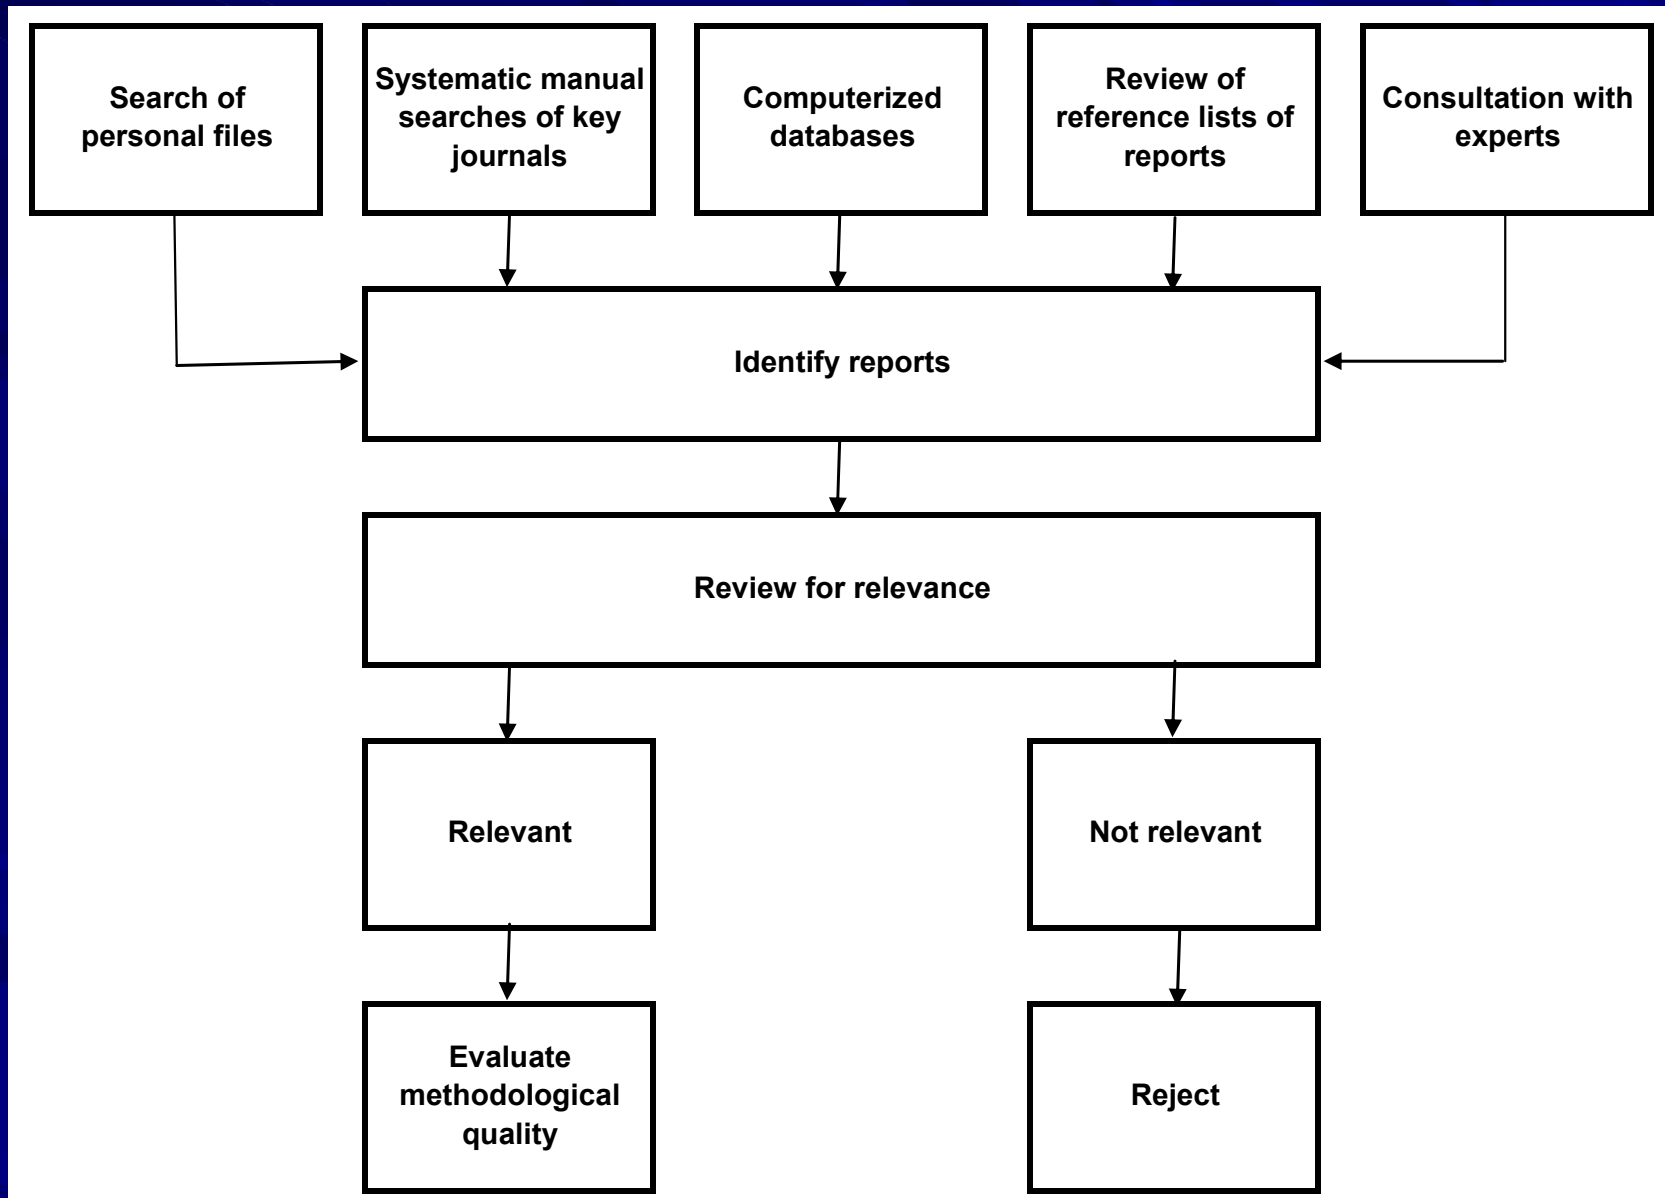 Search of
personal files
Systematic manual
searches of key
journals
Computerized
databases
Review of
reference lists of
reports
Consultation with
experts
Identify reports
Review for relevance
Relevant
Not relevant
Evaluate
methodological
quality
Reject